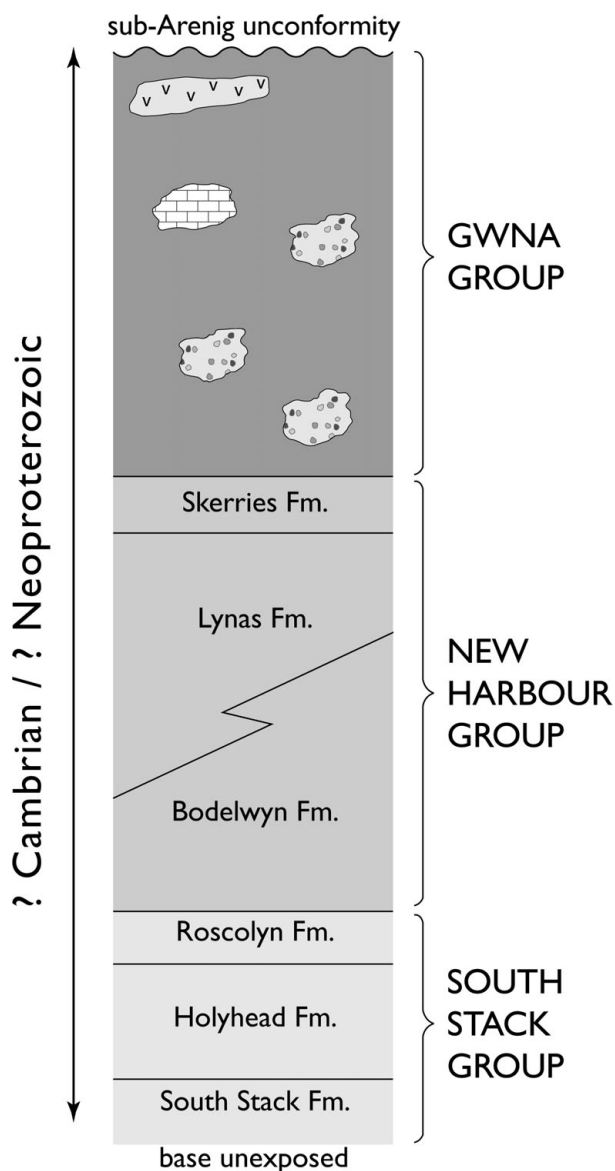 sub-Arenig unconformity
v v v v v v
GWNA
GROUP
Skerries Fm.
Lynas Fm.
NEW
HARBOUR
GROUP
Bodelwyn Fm.
Roscolyn Fm.
Holyhead Fm.
SOUTH
STACK
GROUP
South Stack Fm.
base unexposed
? Cambrian / ? Neoproterozoic